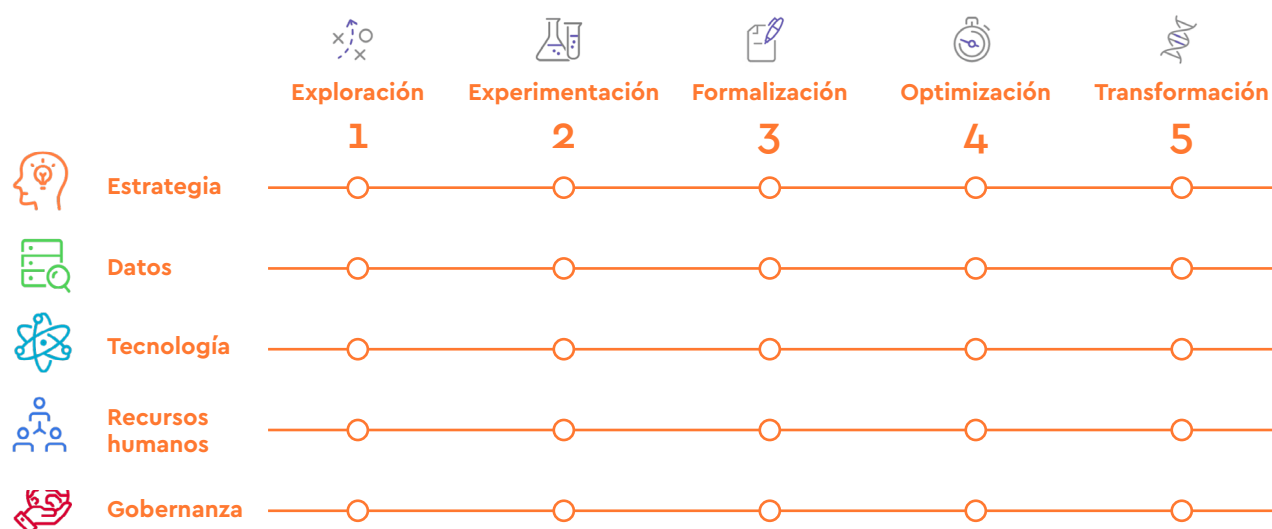 Exploración Experimentación Formalización Optimización Transformación
1 2 3 4 5
Estrategia
Datos
Tecnología
Recursos
humanos
Gobernanza